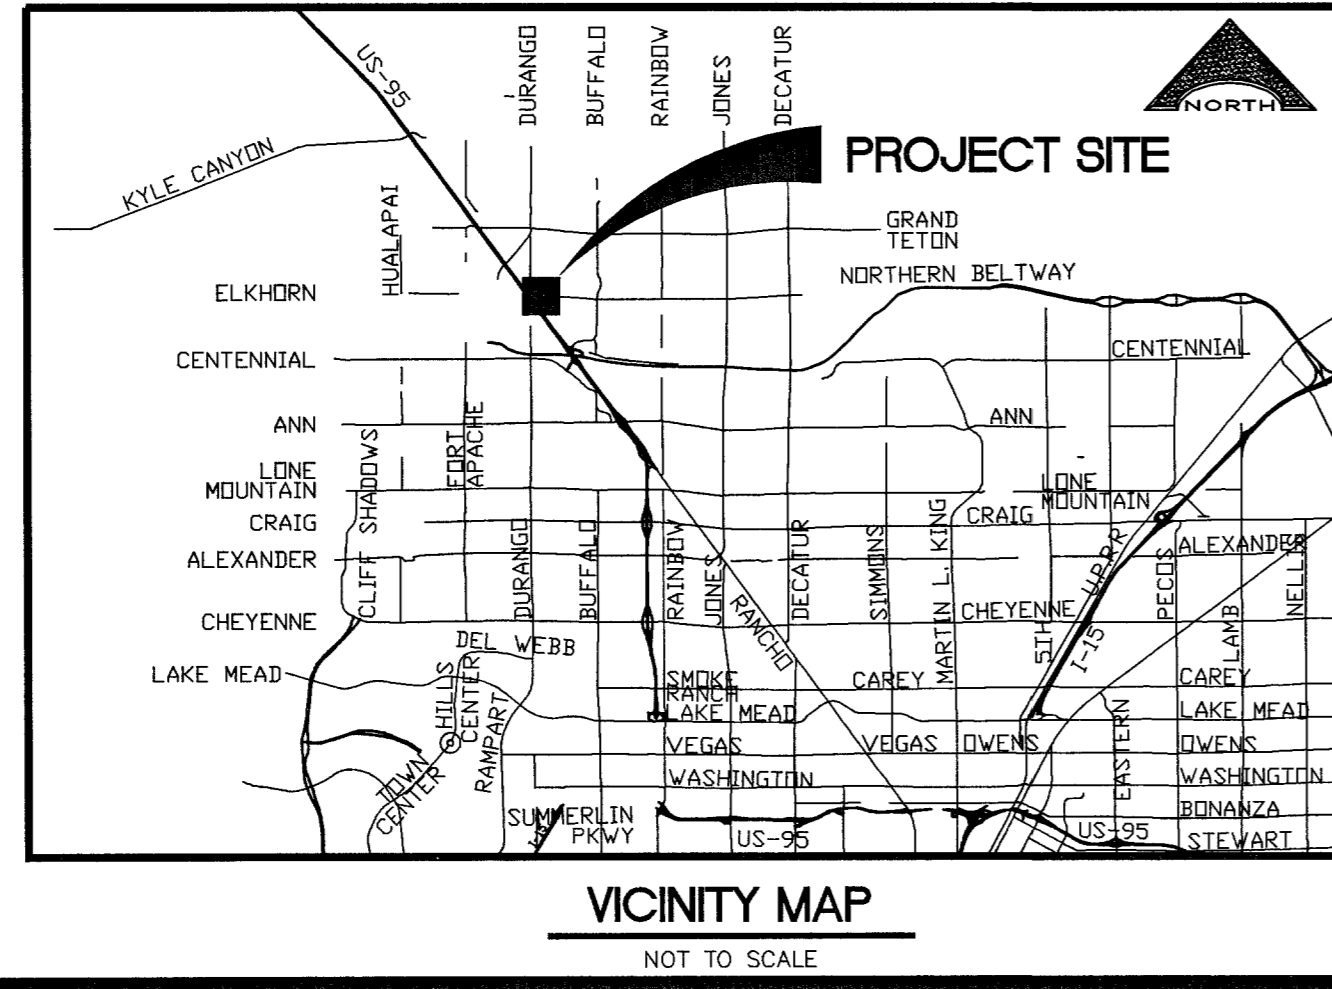 US-95
DURANGO
BUFFALO
RAINBOW
JONES
DECATUR
NORTH
PROJECT SITE
KYLE CANYON
HUALAPAI
GRAND
TETON
NORTHERN BELTWAY
ELKHORN
CENTENNIAL
CENTENNIAL
ANN
ANN
CLIFF SHADOWS
FORT
APACHE
LONE
MOUNTAIN
LONE
MOUNTAIN
CRAIG
CRAIG
ALEXANDER
ALEXANDER
DURANGO
BUFFALO
RAINBOW
JONES
RANCHO
DECATUR
SIMMONS
MARTIN L. KING
5TH
U.P.R.R
I-15
PECOS
LAMB
NELLIS
CHEYENNE
CHEYENNE
DEL WEBB
LAKE MEAD
HILLS
CENTER
RAMPART
TOWN
CENTER
SMOKE
RANCH
LAKE MEAD
CAREY
CAREY
LAKE MEAD
VEGAS
VEGAS
OWENS
EASTERN
OWENS
WASHINGTON
WASHINGTON
SUMMERLIN
PKWY
US-95
US-95
BONANZA
STEWART
VICINITY MAP
NOT TO SCALE